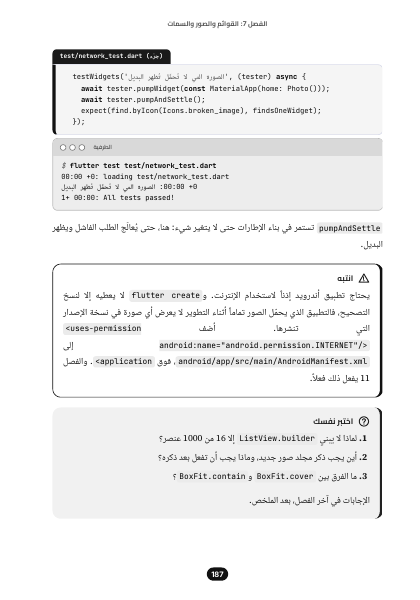 الفصل 7: القوائم والصور والسمات
test/network_test.dart (جزء)
testWidgets('الصورة التي لا تُحمَّل تُظهر البديل', (tester) async {
await tester.pumpWidget(const MaterialApp(home: Photo()));
await tester.pumpAndSettle();
expect(find.byIcon(Icons.broken_image), findsOneWidget);
});
الطرفية
$ flutter test test/network_test.dart
00:00 +0: loading test/network_test.dart
00:00 +0: الصورة التي لا تُحمَّل تُظهر البديل
00:00 +1: All tests passed!
pumpAndSettle تستمر في بناء الإطارات حتى لا يتغير شيء: هنا، حتى يُعالَج الطلب الفاشل ويظهر
البديل.
انتبه
يحتاج تطبيق أندرويد إذنًا لاستخدام الإنترنت. و flutter create لا يعطيه إلا لنسخ
التصحيح، فالتطبيق الذي يحمّل الصور تماماً أثناء التطوير لا يعرض أي صورة في نسخة الإصدار
التي تنشرها. أضف <uses-permission
android:name="android.permission.INTERNET"/> إلى
android/app/src/main/AndroidManifest.xml، فوق <application. والفصل
11 يفعل ذلك فعلاً.
اختبر نفسك
1. لماذا لا يبني ListView.builder إلا 16 من 1000 عنصر؟
2. أين يجب ذكر مجلد صور جديد، وماذا يجب أن تفعل بعد ذكره؟
3. ما الفرق بين BoxFit.cover و BoxFit.contain؟
الإجابات في آخر الفصل، بعد الملخص.
187